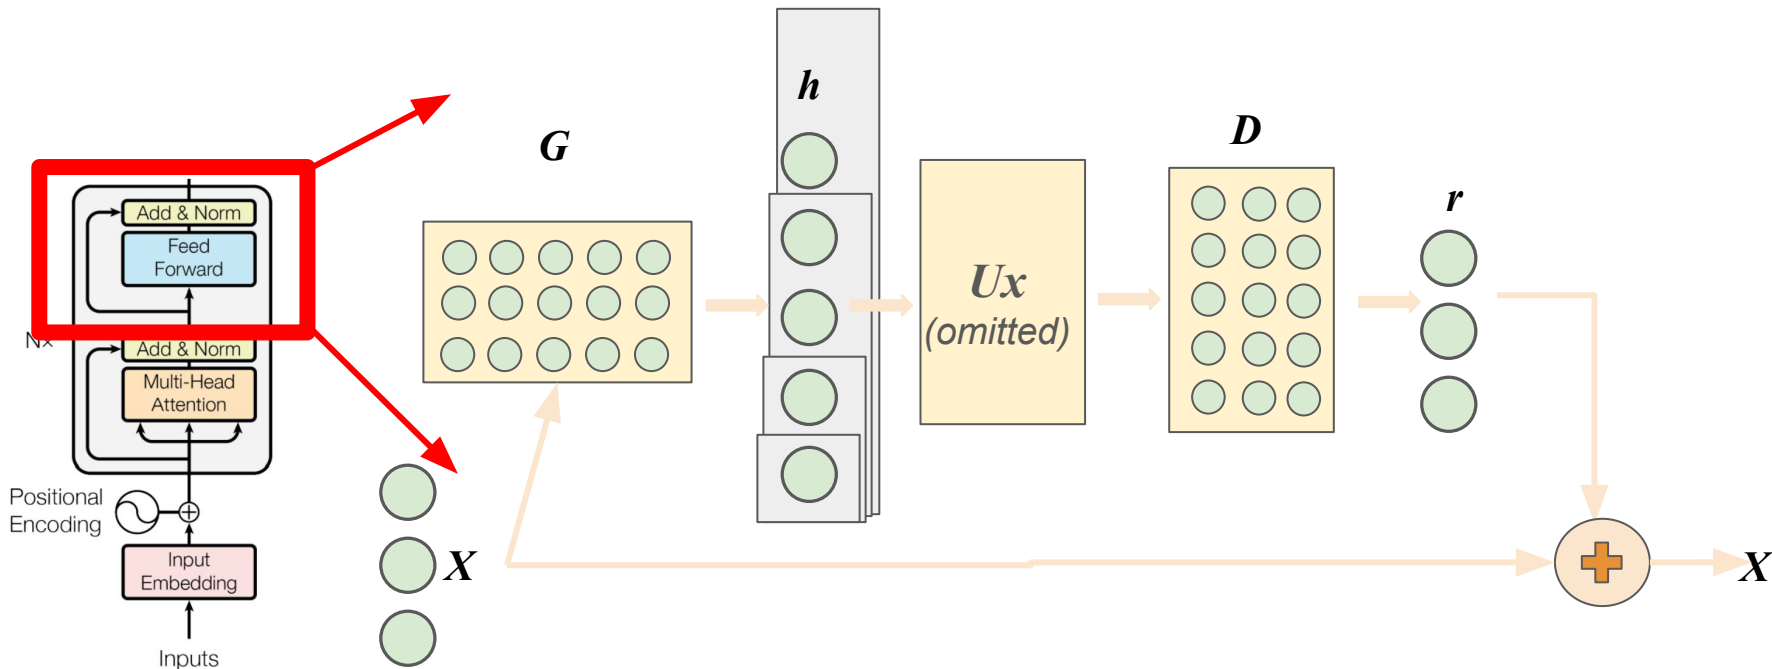 Add & Norm
Feed
Forward
Nx
Add & Norm
Multi-Head
Attention
Positional
Encoding
Input
Embedding
Inputs
X
G
h
Ux
(omitted)
D
r
X